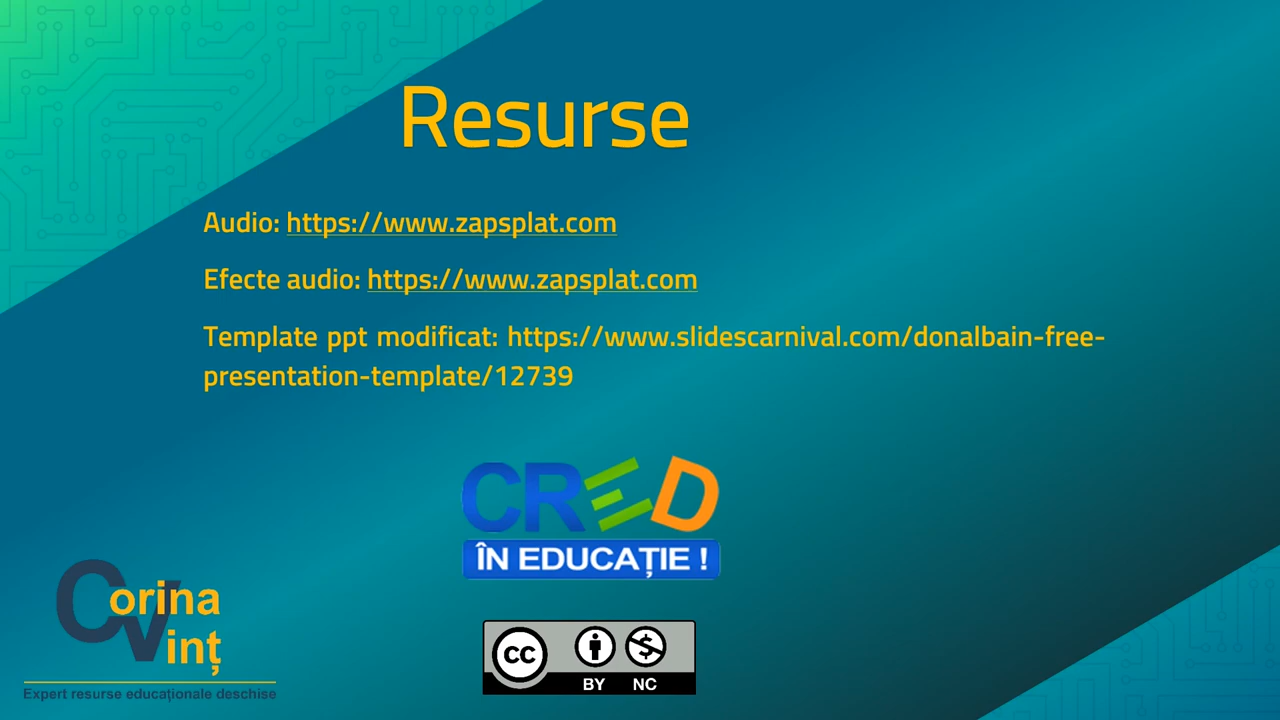 Resurse
Audio: https://www.zapsplat.com
Efecte audio: https://www.zapsplat.com
Template ppt modificat: https://www.slidescarnival.com/donalbain-free-
presentation-template/12739
CRED
ÎN EDUCAȚIE !
Corina
Vinț
Expert resurse educaționale deschise
CC
BY NC